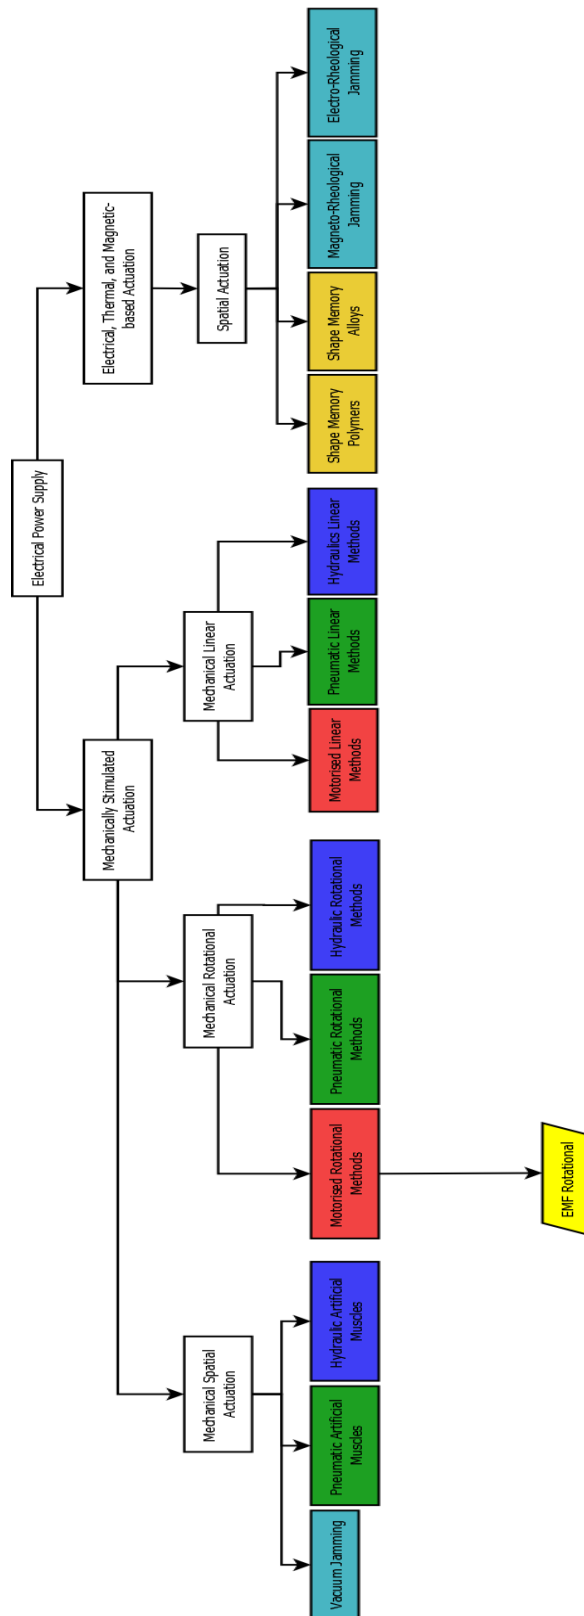 Electrical Power Supply
Mechanically Stimulated
Actuation
Electrical, Thermal, and Magnetic-
based Actuation
Mechanical Spatial
Actuation
Mechanical Rotational
Actuation
Mechanical Linear
Actuation
Spatial Actuation
Vacuum Jamming
Pneumatic Artificial
Muscles
Hydraulic Artificial
Muscles
Motorised Rotational
Methods
Pneumatic Rotational
Methods
Hydraulic Rotational
Methods
Motorised Linear
Methods
Pneumatic Linear
Methods
Hydraulics Linear
Methods
Shape Memory
Polymers
Shape Memory
Alloys
Magneto-Rheological
Jamming
Electro-Rheological
Jamming
EMF Rotational